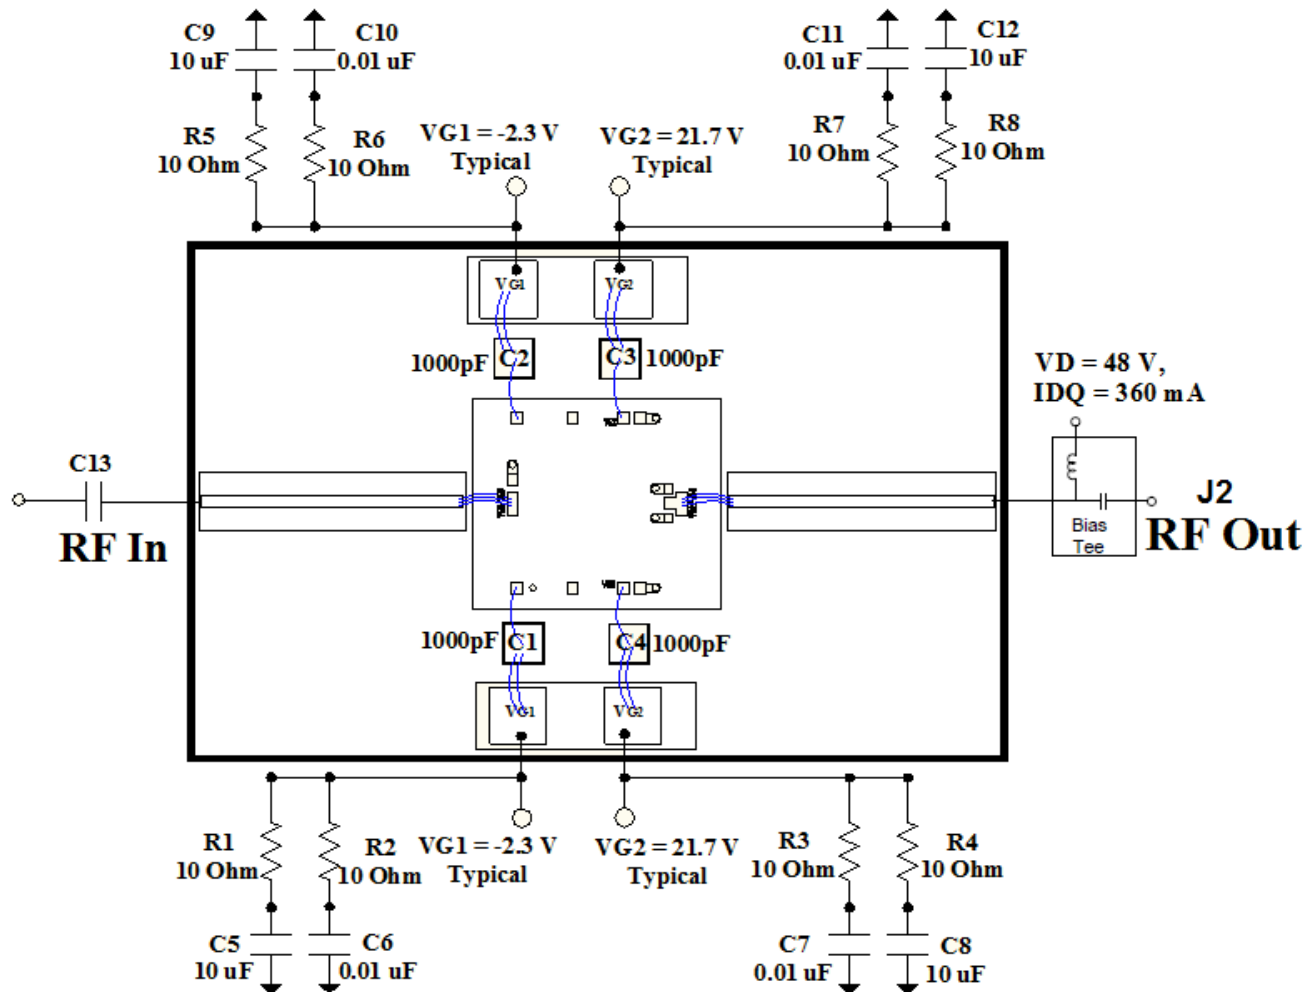 C9
10 uF
C10
0.01 uF
C11
0.01 uF
C12
10 uF
R5
10 Ohm
R6
10 Ohm
VG1 = -2.3 V
Typical
VG2 = 21.7 V
Typical
R7
10 Ohm
R8
10 Ohm
VG1
VG2
1000pF
C2
C3
1000pF
VD = 48 V,
IDQ = 360 mA
C13
RF In
Bias
Tee
J2
RF Out
1000pF
C1
C4
1000pF
VG1
VG2
R1
10 Ohm
R2
10 Ohm
VG1 = -2.3 V
Typical
VG2 = 21.7 V
Typical
R3
10 Ohm
R4
10 Ohm
C5
10 uF
C6
0.01 uF
C7
0.01 uF
C8
10 uF